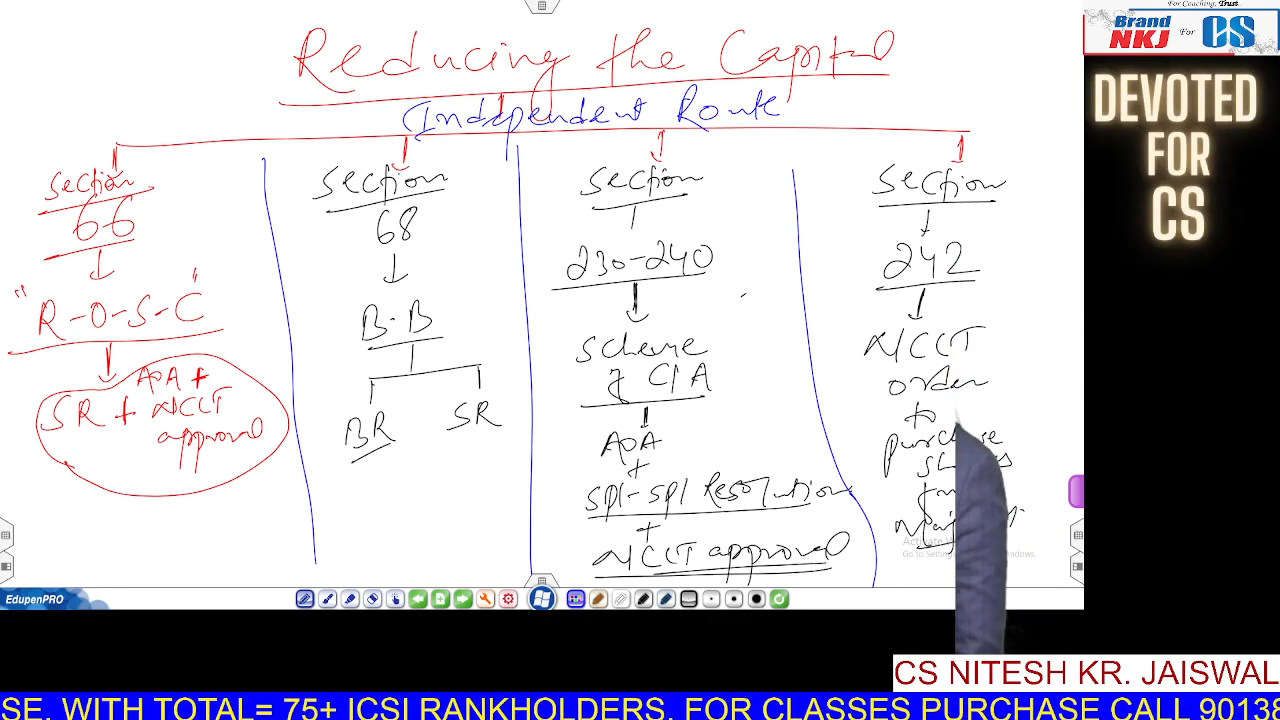 Reducing the Capital
Independent Route
Section
66
"R-O-S-C"
AOA +
SR + NCLT
approval
Section
68
B.B
BR
SR
Section
230-240
Scheme
of C/A
AOA
+
Spl-Spl Resolution
+
NCLT approval
Section
242
NCLT
order
to
For Coaching, Trust
Brand
NKJ
For
CS
DEVOTED
FOR
CS
EdupenPRO
CS NITESH KR. JAISWAL
SE, WITH TOTAL= 75+ ICSI RANKHOLDERS. FOR CLASSES PURCHASE CALL 90138